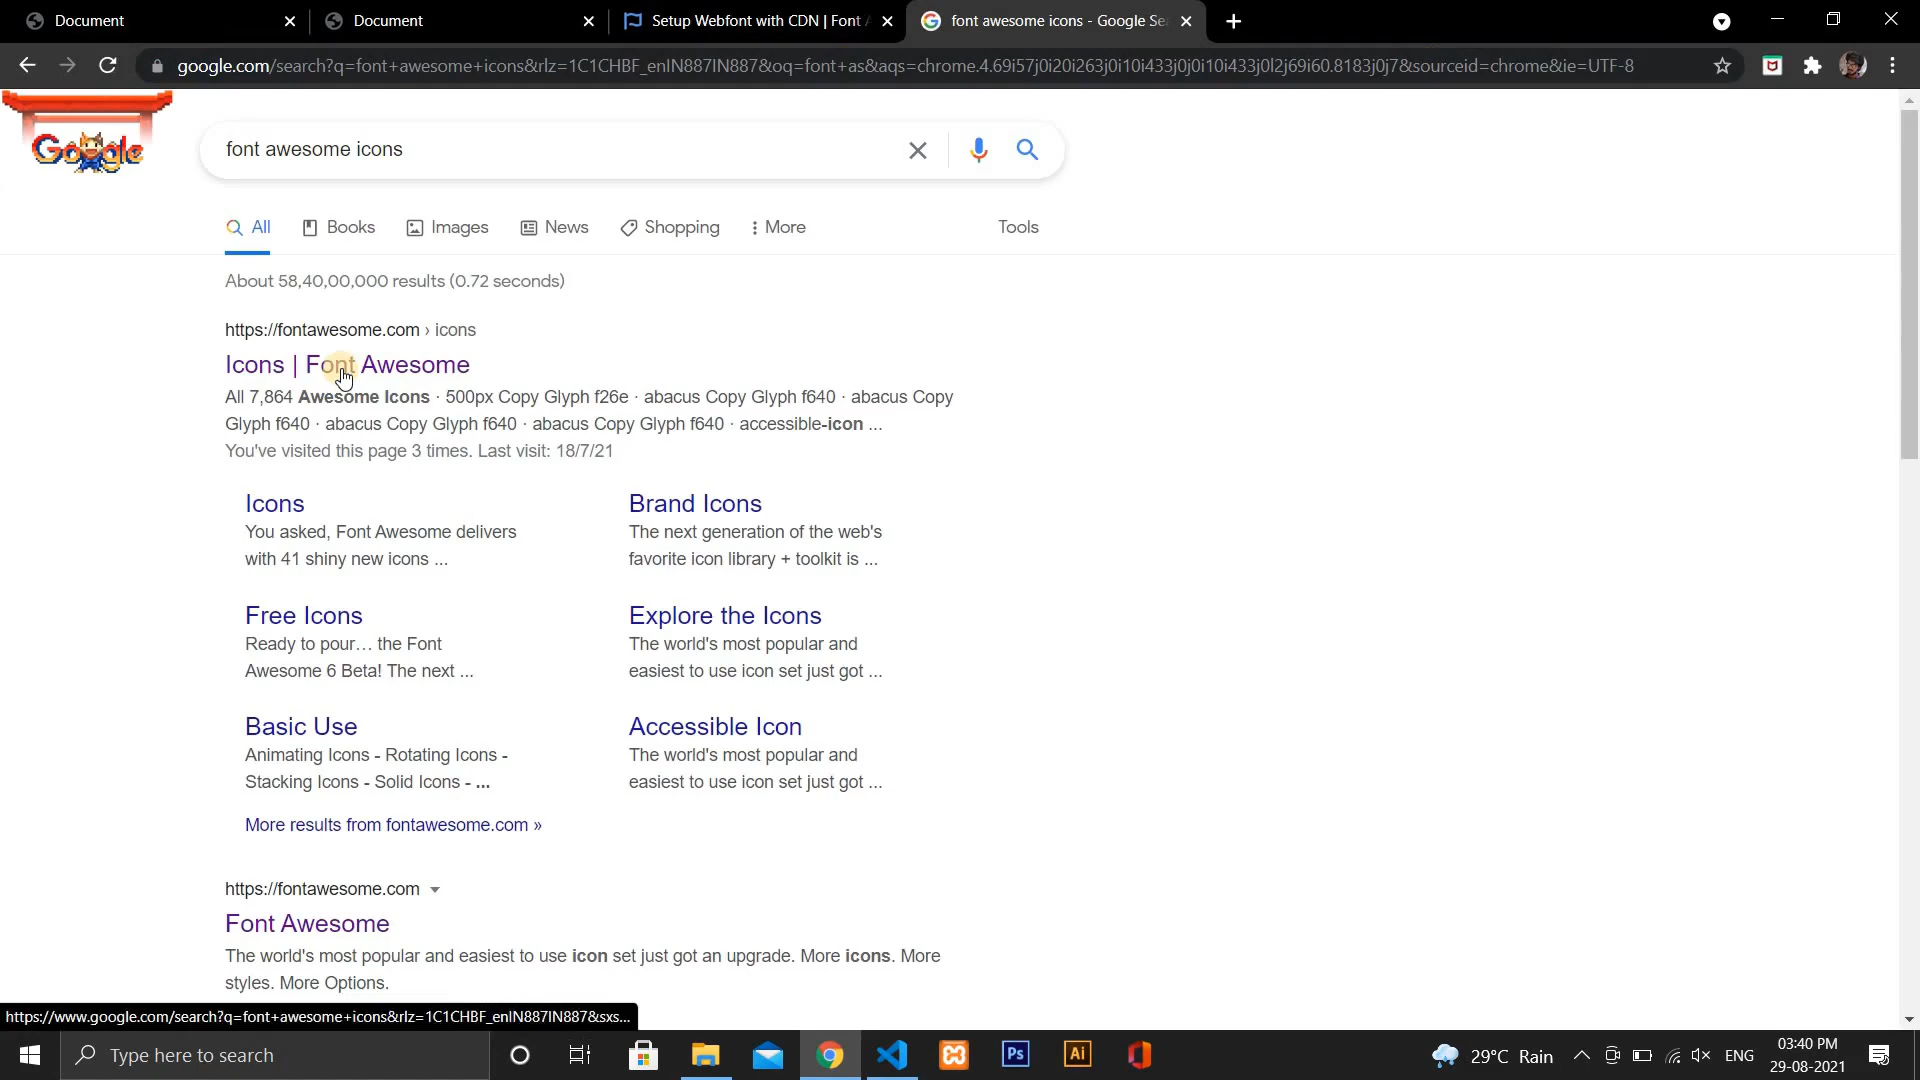 Document
Document
Setup Webfont with CDN | Font
font awesome icons - Google Se
google.com/search?q=font+awesome+icons&rlz=1C1CHBF_enIN887IN887&oq=font+as&aqs=chrome.4.69i57j0i20i263j0i10i433j0j0i10i433j0l2j69i60.8183j0j7&sourceid=chrome&ie=UTF-8
Google
font awesome icons
All
Books
Images
News
Shopping
More
Tools
About 58,40,00,000 results (0.72 seconds)
https://fontawesome.com › icons
Icons | Font Awesome
All 7,864 Awesome Icons · 500px Copy Glyph f26e · abacus Copy Glyph f640 · abacus Copy
Glyph f640 · abacus Copy Glyph f640 · abacus Copy Glyph f640 · accessible-icon ...
You've visited this page 3 times. Last visit: 18/7/21
Icons
You asked, Font Awesome delivers
with 41 shiny new icons ...
Brand Icons
The next generation of the web's
favorite icon library + toolkit is ...
Free Icons
Ready to pour… the Font
Awesome 6 Beta! The next ...
Explore the Icons
The world's most popular and
easiest to use icon set just got ...
Basic Use
Animating Icons - Rotating Icons -
Stacking Icons - Solid Icons - ...
Accessible Icon
The world's most popular and
easiest to use icon set just got ...
More results from fontawesome.com »
https://fontawesome.com
Font Awesome
The world's most popular and easiest to use icon set just got an upgrade. More icons. More
styles. More Options.
https://www.google.com/search?q=font+awesome+icons&rlz=1C1CHBF_enIN887IN887&sxs...
Type here to search
Ps
Ai
29°C Rain
ENG
03:40 PM
29-08-2021